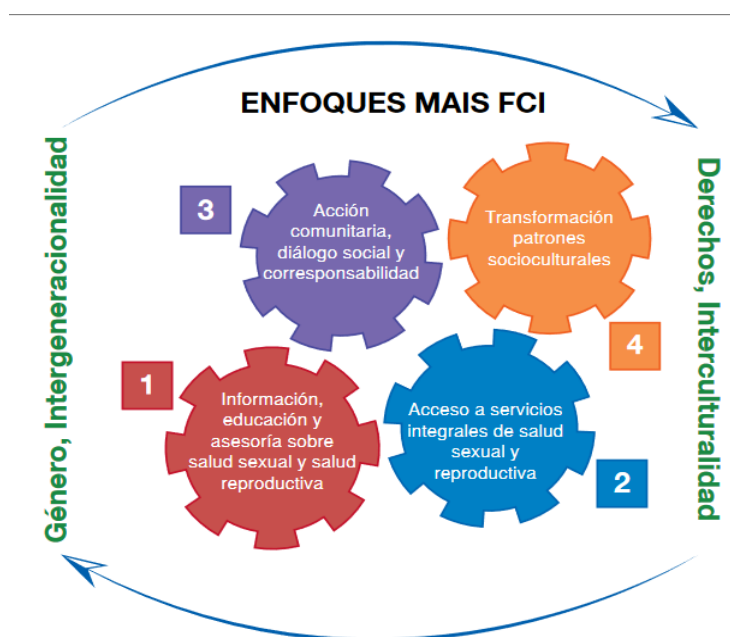 ENFOQUES MAIS FCI
Género, Intergeneracionalidad
3
Acción
comunitaria,
diálogo social y
corresponsabilidad
Transformación
patrones
socioculturales
4
1
Información,
educación y
asesoría sobre
salud sexual y salud
reproductiva
Acceso a servicios
integrales de salud
sexual y
reproductiva
2
Derechos, Interculturalidad